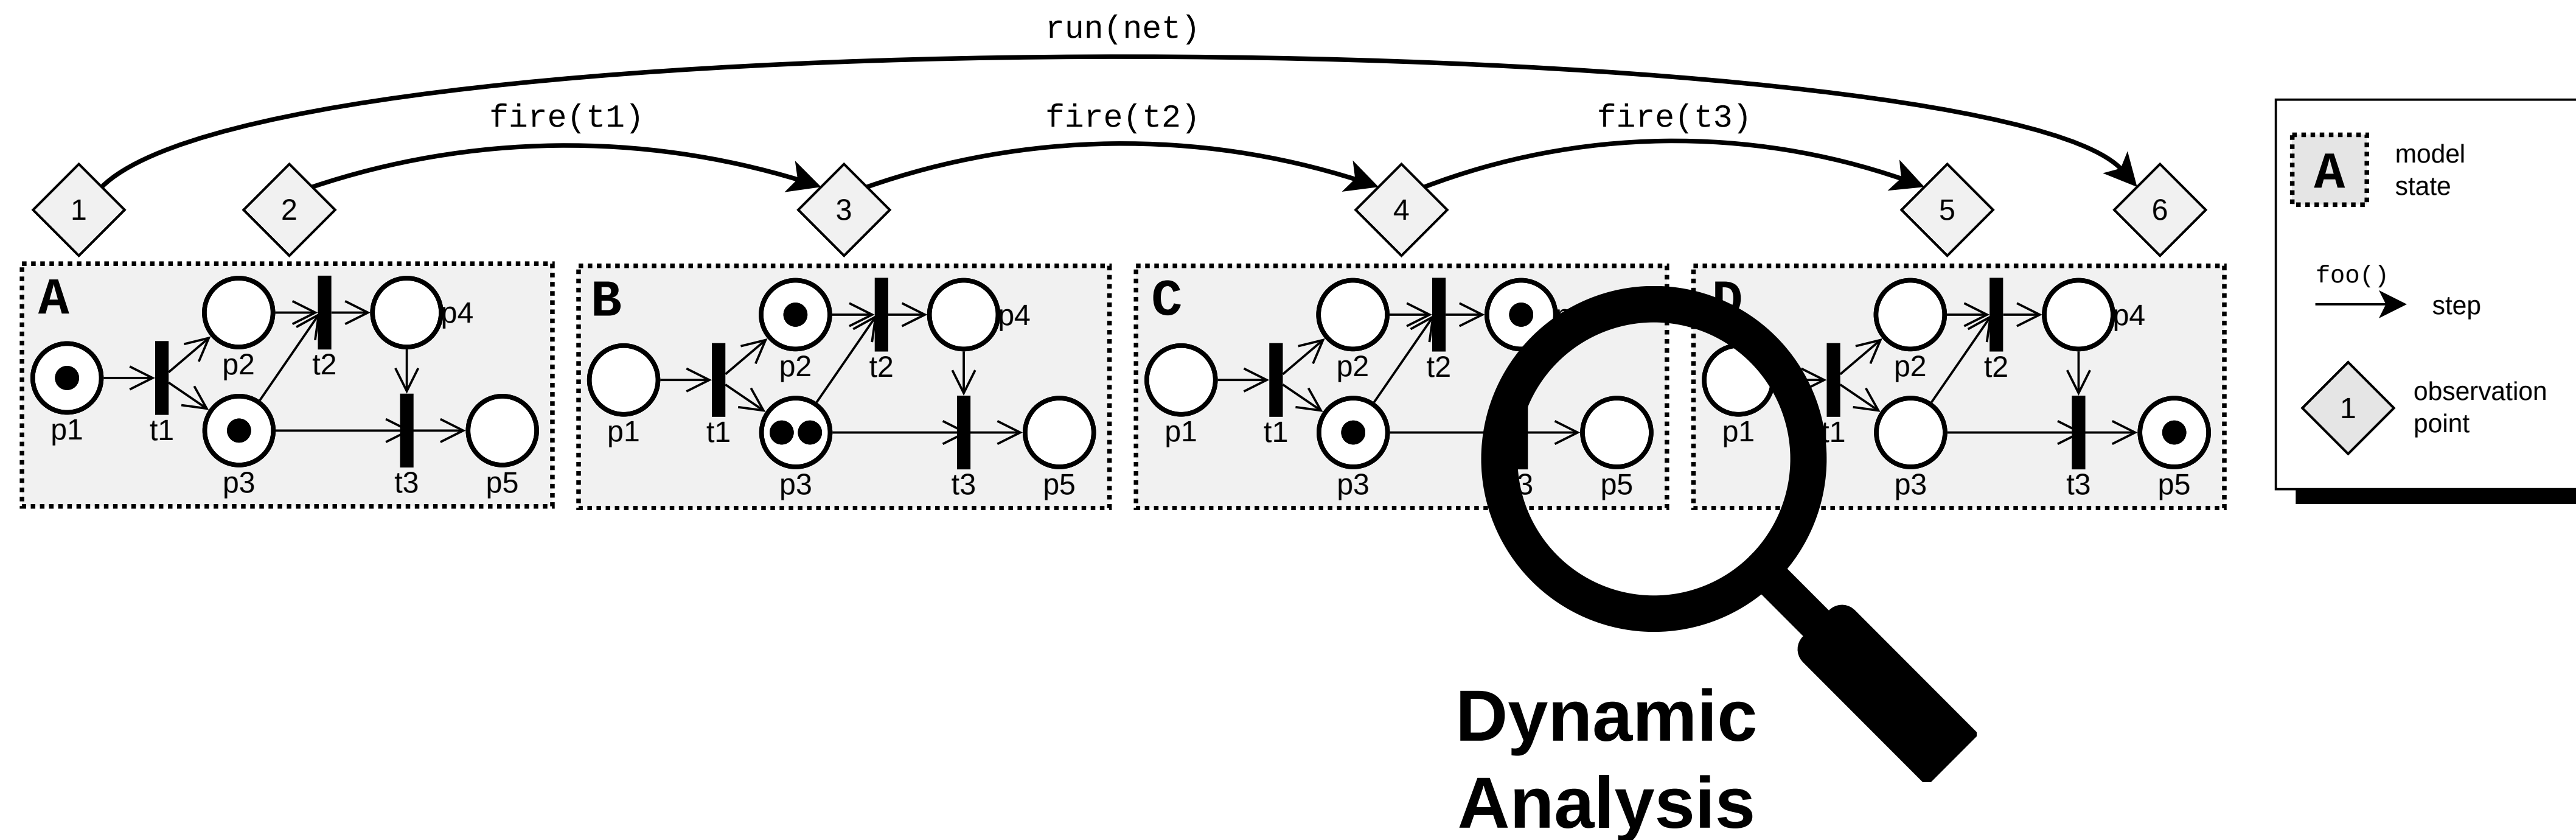 run(net)
fire(t1) fire(t2) fire(t3)
1 2 3 4 5 6
A
p4
p2 t2
p1 t1
p3 t3 p5
B
p4
p2 t2
p1 t1
p3 t3 p5
C
p2 t2
p1 t1
p3 3 p5
D
p4
p2 t2
p1 t1
p3 t3 p5
A model
state
foo()
step
1 observation
point
Dynamic
Analysis